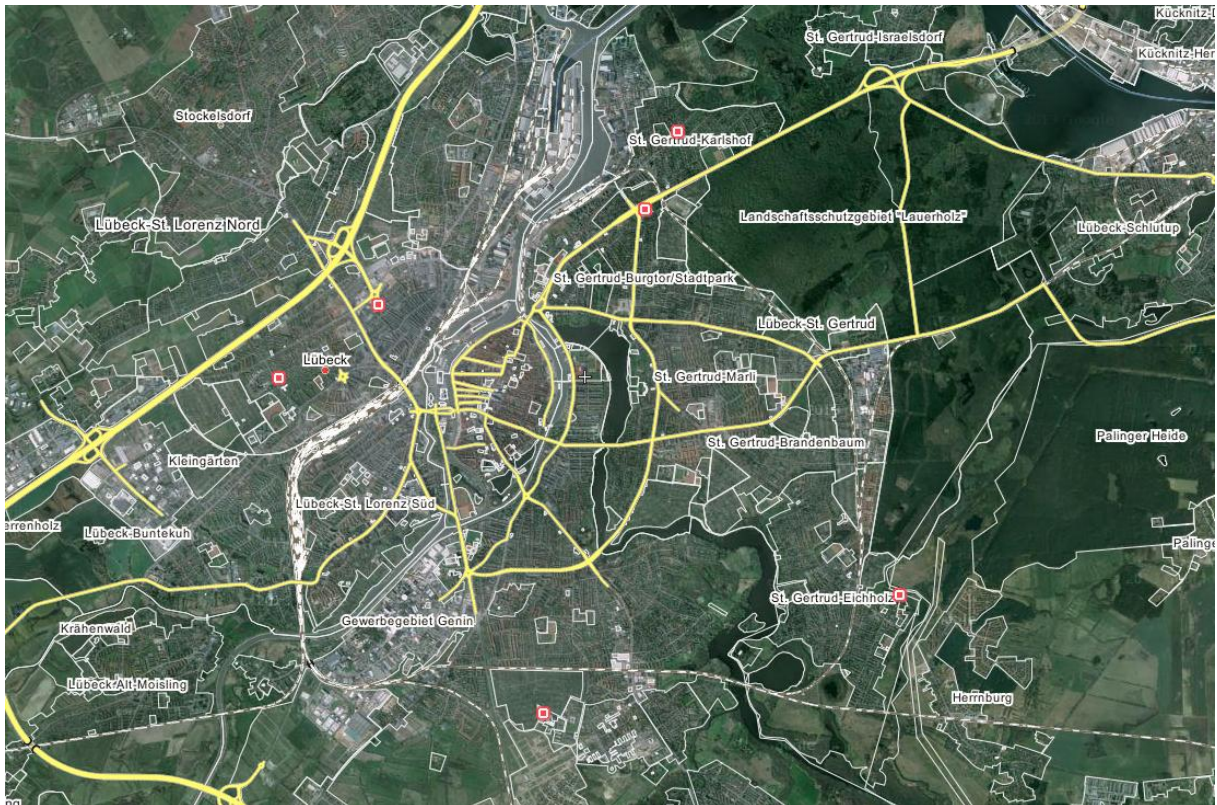 Kücknitz-D
St. Gertrud-Israelsdorf
Kücknitz-Her
Stockelsdorf
St. Gertrud-Karlshof
Landschaftsschutzgebiet "Lauerholz"
Lübeck-St. Lorenz Nord
Lübeck-Schlutup
St. Gertrud-Burgtor/Stadtpark
Lübeck-St. Gertrud
Lübeck
St. Gertrud-Marli
Palinger Heide
St. Gertrud-Brandenbaum
Kleingärten
Lübeck-St. Lorenz Süd
errenholz
Lübeck-Buntekuh
Palinge
St. Gertrud-Eichholz
Gewerbegebiet Genin
Krähenwald
Lübeck Alt-Moisling
Herrnburg